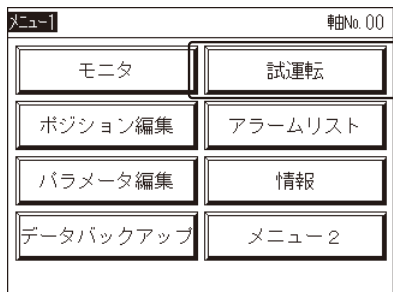 メニュー1 軸No. 00
モニタ 試運転
ポジション編集 アラームリスト
パラメータ編集 情報
データバックアップ メニュー2